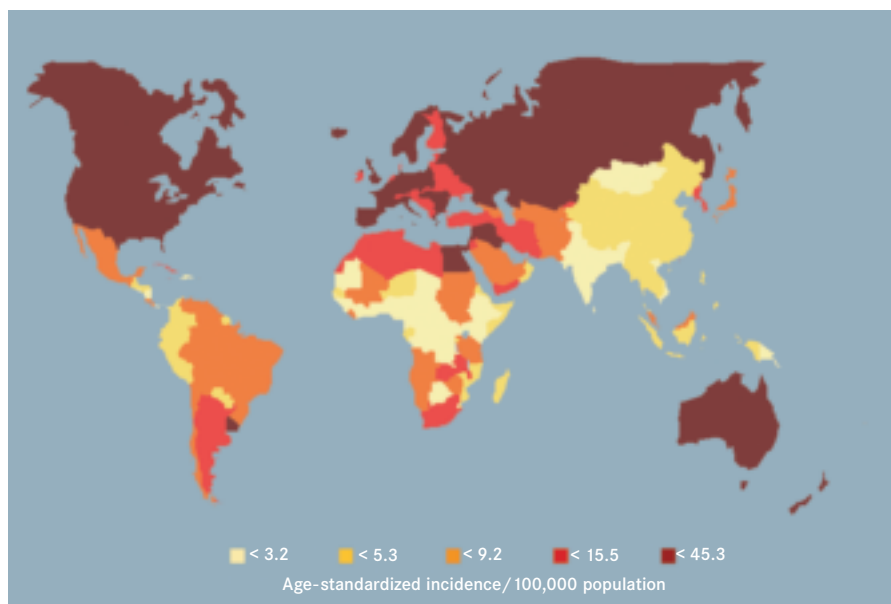 < 3.2 < 5.3 < 9.2 < 15.5 < 45.3
Age-standardized incidence/100,000 population